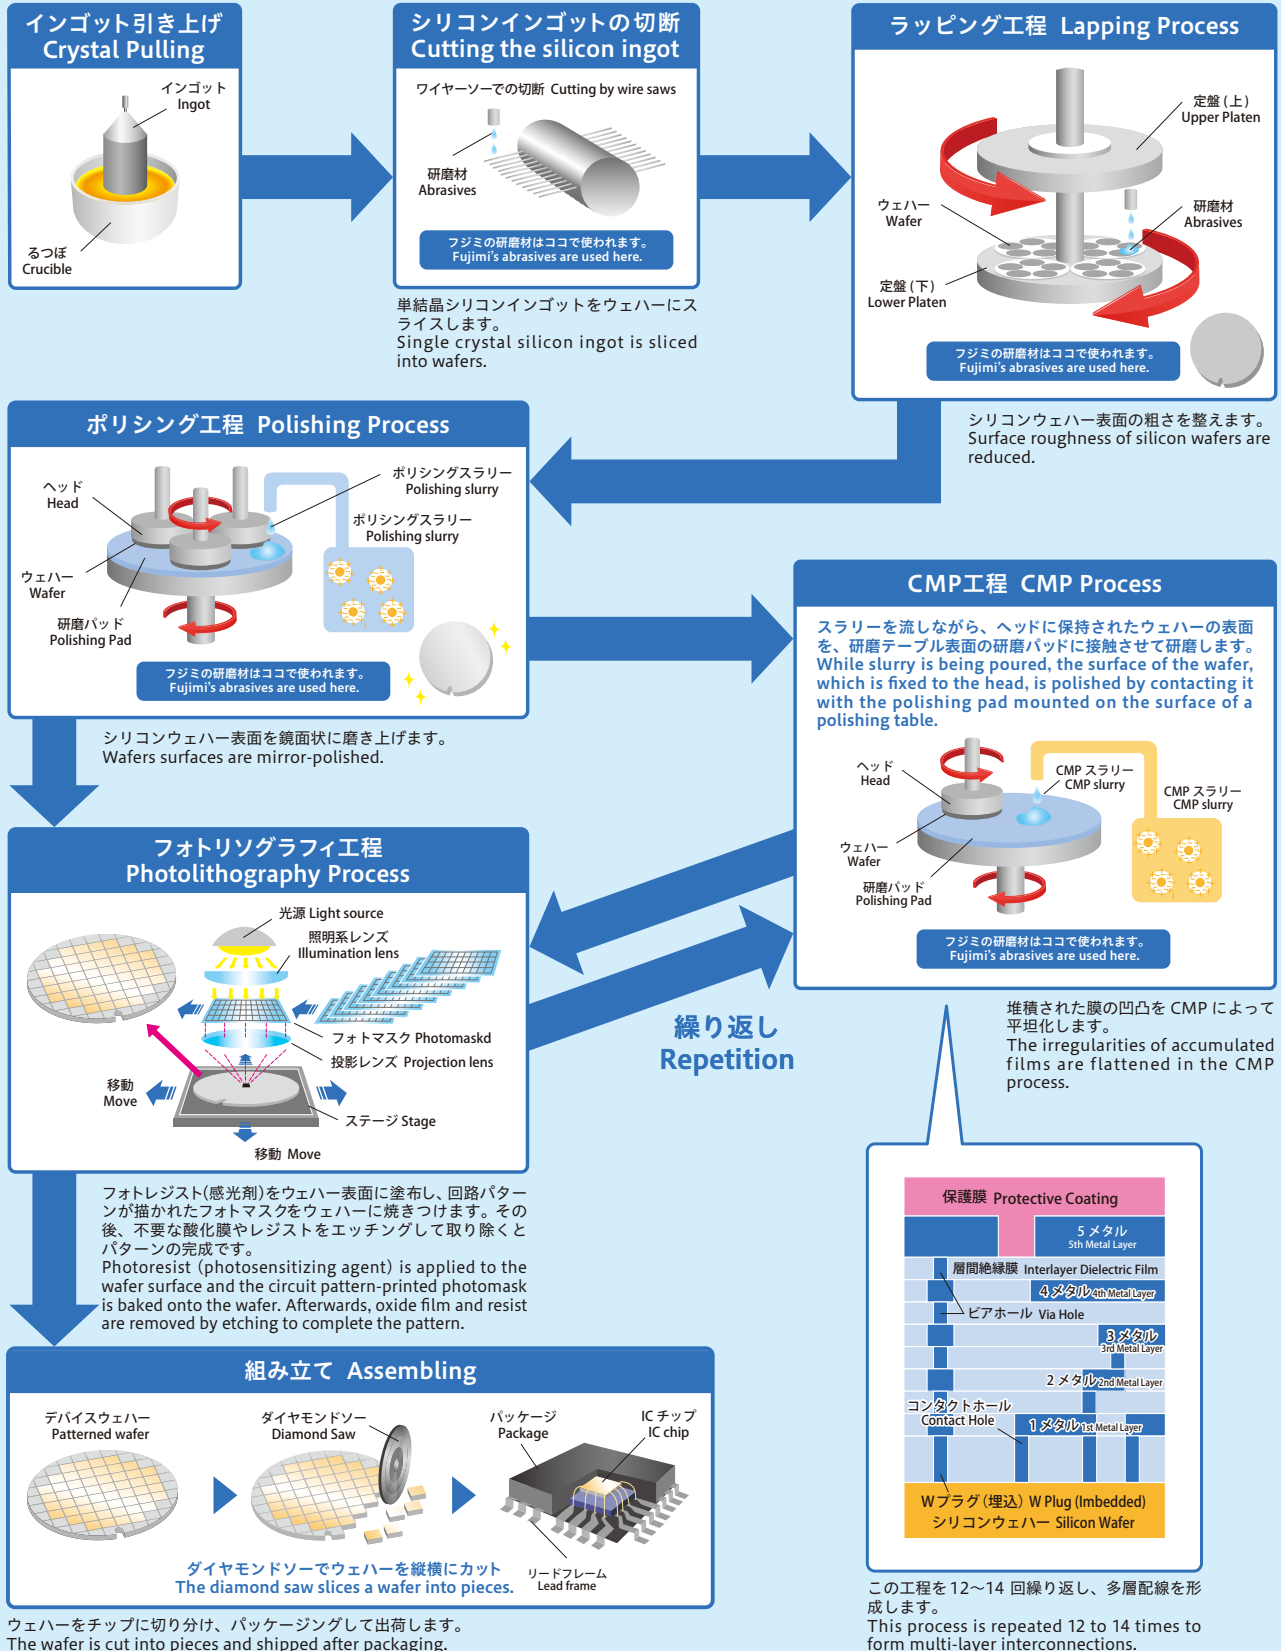 インゴット引き上げ
Crystal Pulling
インゴット
Ingot
るつぼ
Crucible
シリコンインゴットの切断
Cutting the silicon ingot
ワイヤーソーでの切断 Cutting by wire saws
研磨材
Abrasives
フジミの研磨材はココで使われます。
Fujimi's abrasives are used here.
単結晶シリコンインゴットをウェハーにス
ライスします。
Single crystal silicon ingot is sliced
into wafers.
ラッピング工程 Lapping Process
定盤(上)
Upper Platen
ウェハー
Wafer
研磨材
Abrasives
定盤(下)
Lower Platen
フジミの研磨材はココで使われます。
Fujimi's abrasives are used here.
シリコンウェハー表面の粗さを整えます。
Surface roughness of silicon wafers are
reduced.
ポリシング工程 Polishing Process
ヘッド
Head
ポリシングスラリー
Polishing slurry
ポリシングスラリー
Polishing slurry
ウェハー
Wafer
研磨パッド
Polishing Pad
フジミの研磨材はココで使われます。
Fujimi's abrasives are used here.
シリコンウェハー表面を鏡面状に磨き上げます。
Wafers surfaces are mirror-polished.
CMP工程 CMP Process
スラリーを流しながら、ヘッドに保持されたウェハーの表面
を、研磨テーブル表面の研磨パッドに接触させて研磨します。
While slurry is being poured, the surface of the wafer,
which is fixed to the head, is polished by contacting it
with the polishing pad mounted on the surface of a
polishing table.
ヘッド
Head
CMP スラリー
CMP slurry
CMP スラリー
CMP slurry
ウェハー
Wafer
研磨パッド
Polishing Pad
フジミの研磨材はココで使われます。
Fujimi's abrasives are used here.
堆積された膜の凹凸を CMP によって
平坦化します。
The irregularities of accumulated
films are flattened in the CMP
process.
フォトリソグラフィ工程
Photolithography Process
光源 Light source
照明系レンズ
Illumination lens
フォトマスク Photomaskd
投影レンズ Projection lens
移動
Move
ステージ Stage
移動 Move
繰り返し
Repetition
フォトレジスト(感光剤)をウェハー表面に塗布し、回路パター
ンが描かれたフォトマスクをウェハーに焼きつけます。その
後、不要な酸化膜やレジストをエッチングして取り除くと
パターンの完成です。
Photoresist (photosensitizing agent) is applied to the
wafer surface and the circuit pattern-printed photomask
is baked onto the wafer. Afterwards, oxide film and resist
are removed by etching to complete the pattern.
保護膜 Protective Coating
5 メタル
5th Metal Layer
層間絶縁膜 Interlayer Dielectric Film
4 メタル 4th Metal Layer
ビアホール Via Hole
3 メタル
3rd Metal Layer
2 メタル 2nd Metal Layer
コンタクトホール
Contact Hole
1 メタル 1st Metal Layer
Wプラグ(埋込) W Plug (Imbedded)
シリコンウェハー Silicon Wafer
この工程を12〜14 回繰り返し、多層配線を形
成します。
This process is repeated 12 to 14 times to
form multi-layer interconnections.
組み立て Assembling
デバイスウェハー
Patterned wafer
ダイヤモンドソー
Diamond Saw
パッケージ
Package
IC チップ
IC chip
リードフレーム
Lead frame
ダイヤモンドソーでウェハーを縦横にカット
The diamond saw slices a wafer into pieces.
ウェハーをチップに切り分け、パッケージングして出荷します。
The wafer is cut into pieces and shipped after packaging.